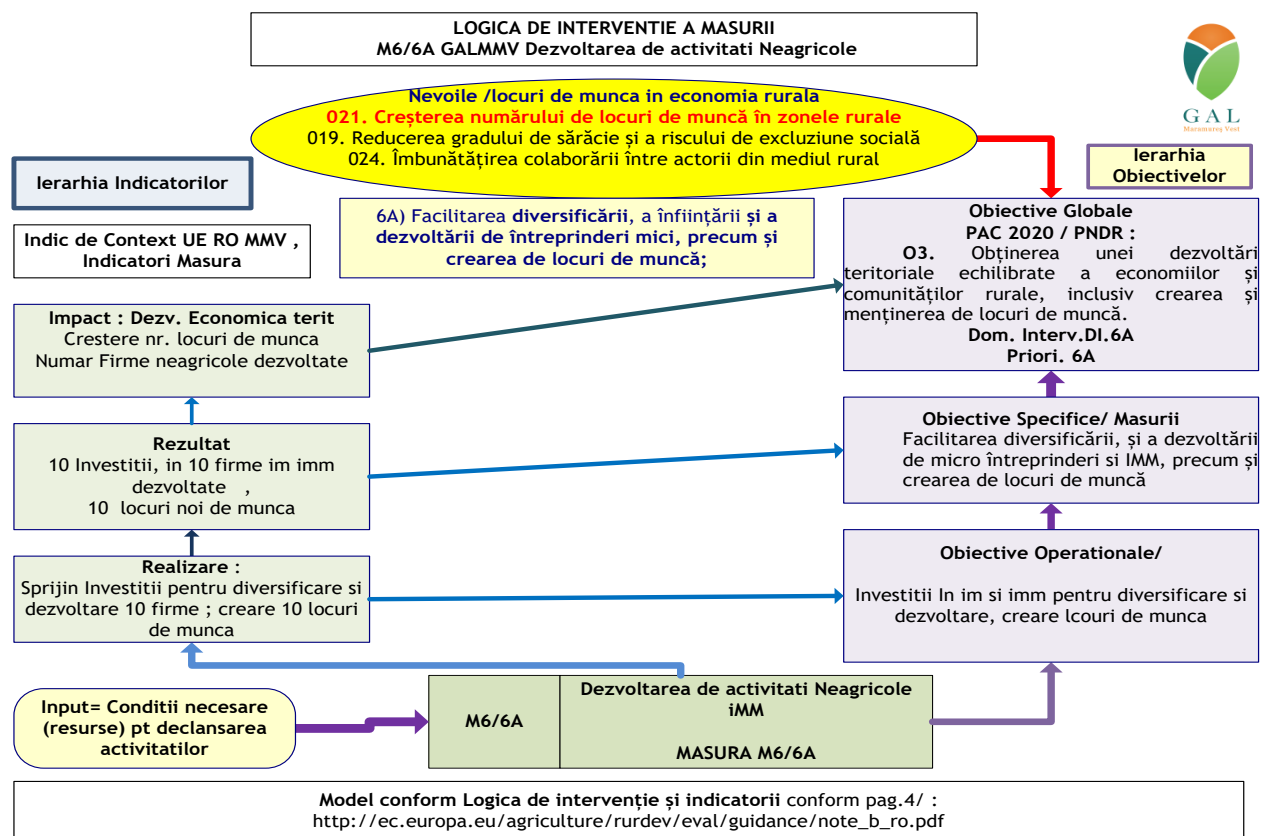 LOGICA DE INTERVENTIE A MASURII
M6/6A GALMMV Dezvoltarea de activitati Neagricole
GAL
Maramureș Vest
Nevoile /locuri de munca in economia rurala
021. Creșterea numărului de locuri de muncă în zonele rurale
019. Reducerea gradului de sărăcie și a riscului de excluziune socială
024. Îmbunătățirea colaborării între actorii din mediul rural
Ierarhia Indicatorilor
Ierarhia
Obiectivelor
Indic de Context UE RO MMV ,
Indicatori Masura
6A) Facilitarea diversificării, a înființării și a
dezvoltării de întreprinderi mici, precum și
crearea de locuri de muncă;
Obiective Globale
PAC 2020 / PNDR :
O3. Obținerea unei dezvoltări
teritoriale echilibrate a economiilor și
comunităților rurale, inclusiv crearea și
menținerea de locuri de muncă.
Dom. Interv.DI.6A
Priori. 6A
Impact : Dezv. Economica terit
Crestere nr. locuri de munca
Numar Firme neagricole dezvoltate
Rezultat
10 Investitii, in 10 firme im imm
dezvoltate ,
10 locuri noi de munca
Obiective Specifice/ Masurii
Facilitarea diversificării, și a dezvoltării
de micro întreprinderi si IMM, precum și
crearea de locuri de muncă
Realizare :
Sprijin Investitii pentru diversificare si
dezvoltare 10 firme ; creare 10 locuri
de munca
Obiective Operationale/
Investitii In im si imm pentru diversificare si
dezvoltare, creare lcouri de munca
Input= Conditii necesare
(resurse) pt declansarea
activitatilor
M6/6A
Dezvoltarea de activitati Neagricole
iMM
MASURA M6/6A
Model conform Logica de intervenție și indicatorii conform pag.4/ :
http://ec.europa.eu/agriculture/rurdev/eval/guidance/note_b_ro.pdf